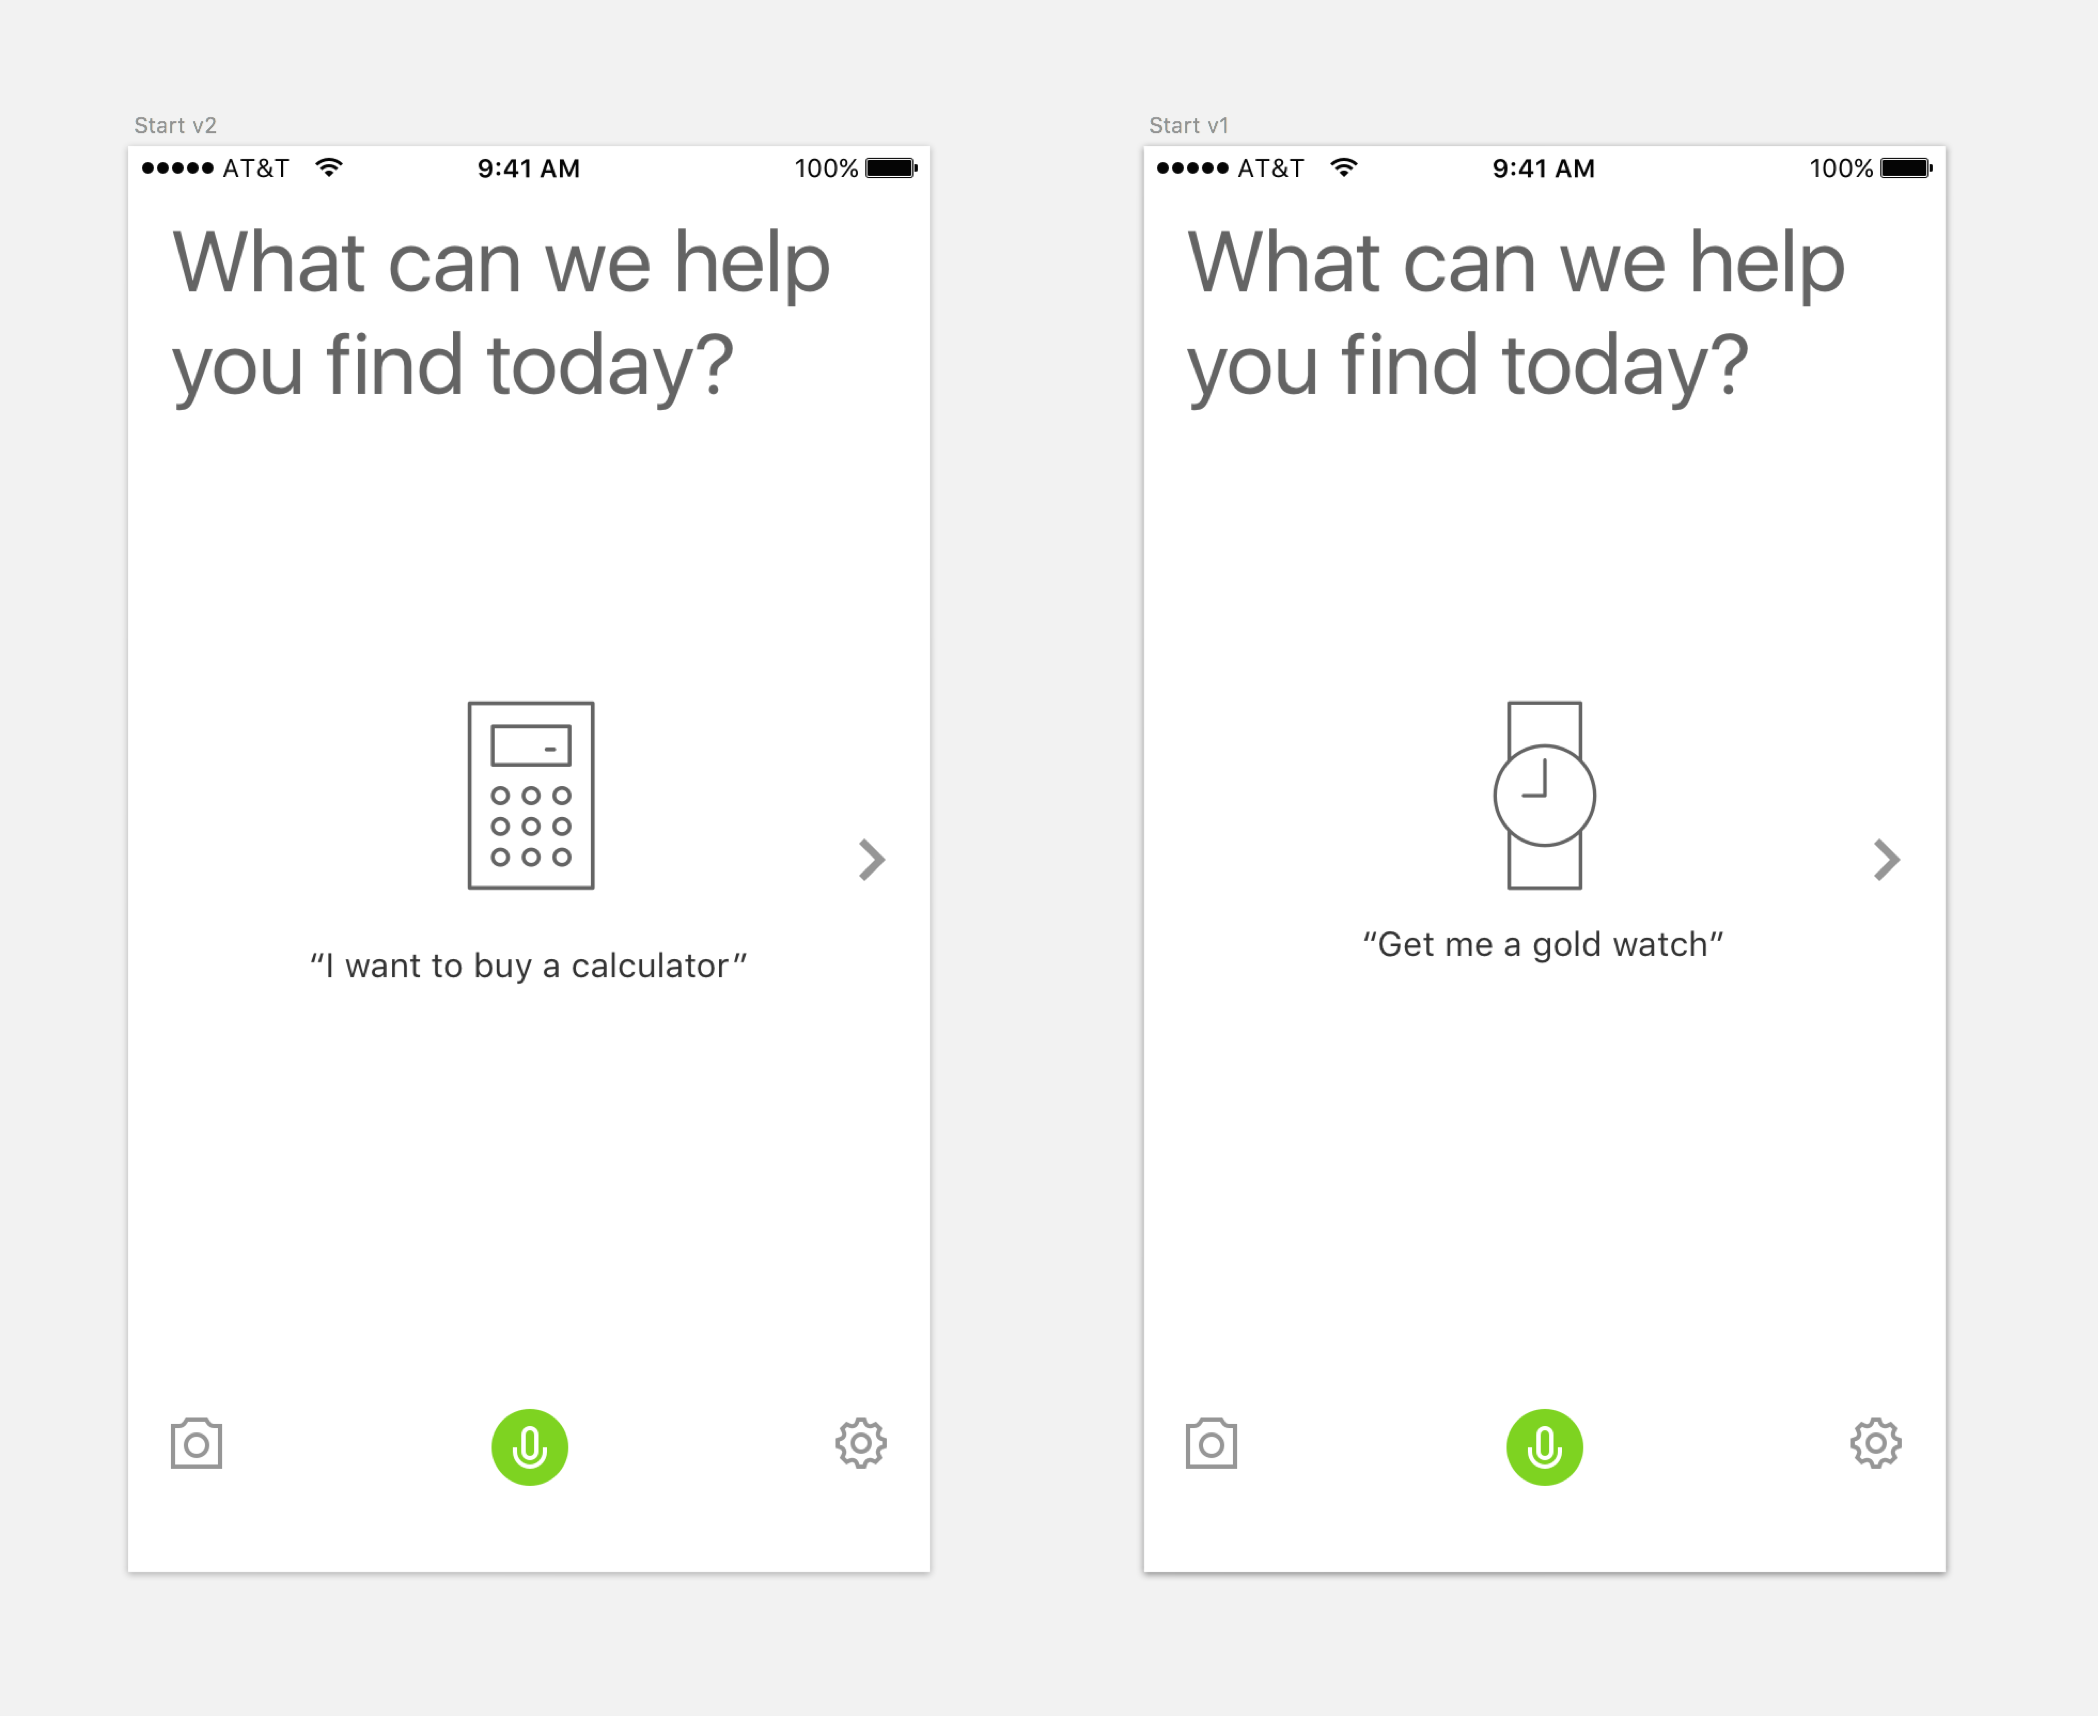 Start v2
AT&T 9:41 AM 100%
What can we help
you find today?
“I want to buy a calculator”
Start v1
AT&T 9:41 AM 100%
What can we help
you find today?
“Get me a gold watch”